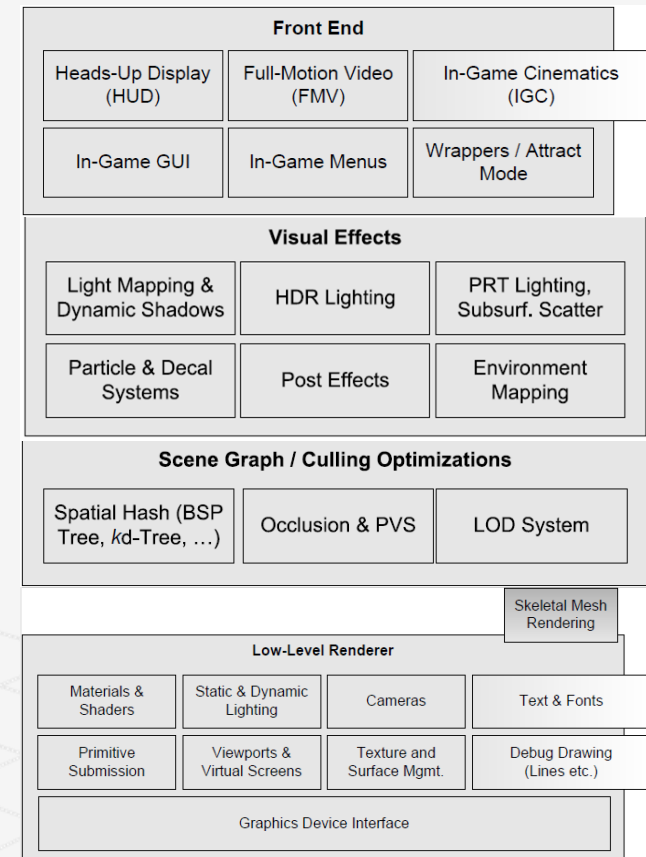 Front End
Heads-Up Display
(HUD)
Full-Motion Video
(FMV)
In-Game Cinematics
(IGC)
In-Game GUI
In-Game Menus
Wrappers / Attract
Mode
Visual Effects
Light Mapping &
Dynamic Shadows
HDR Lighting
PRT Lighting,
Subsurf. Scatter
Particle & Decal
Systems
Post Effects
Environment
Mapping
Scene Graph / Culling Optimizations
Spatial Hash (BSP
Tree, kd-Tree, …)
Occlusion & PVS
LOD System
Skeletal Mesh
Rendering
Low-Level Renderer
Materials &
Shaders
Static & Dynamic
Lighting
Cameras
Text & Fonts
Primitive
Submission
Viewports &
Virtual Screens
Texture and
Surface Mgmt.
Debug Drawing
(Lines etc.)
Graphics Device Interface